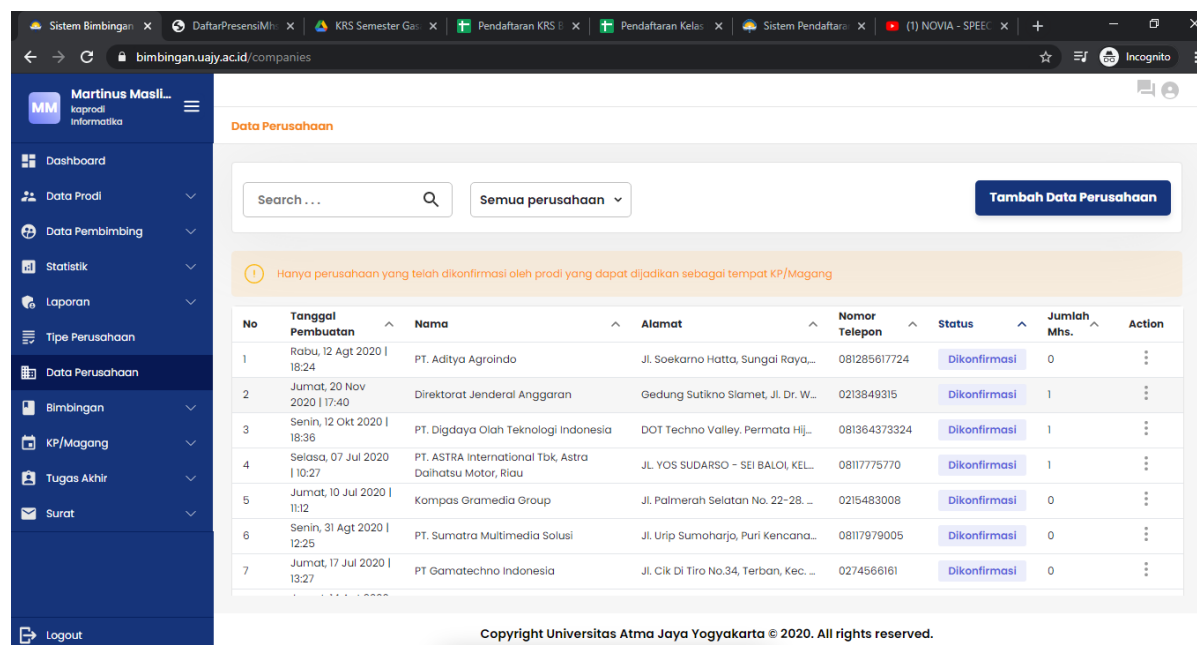 Sistem Bimbingan
DaftarPresensiMhs
KRS Semester Gas
Pendaftaran KRS B
Pendaftaran Kelas
Sistem Pendaftara
(1) NOVIA - SPEEC
bimbingan.uajy.ac.id/companies
Incognito
MM
Martinus Masli...
kaprodi
Informatika
Data Perusahaan
Dashboard
Data Prodi
Data Pembimbing
Statistik
Laporan
Tipe Perusahaan
Data Perusahaan
Bimbingan
KP/Magang
Tugas Akhir
Surat
Logout
Search . . .
Semua perusahaan
Tambah Data Perusahaan
Hanya perusahaan yang telah dikonfirmasi oleh prodi yang dapat dijadikan sebagai tempat KP/Magang
No Tanggal Pembuatan Nama Alamat Nomor Telepon Status Jumlah Mhs. Action
1 Rabu, 12 Agt 2020 | 18:24 PT. Aditya Agroindo Jl. Soekarno Hatta, Sungai Raya,... 081285617724 Dikonfirmasi 0
2 Jumat, 20 Nov 2020 | 17:40 Direktorat Jenderal Anggaran Gedung Sutikno Slamet, Jl. Dr. W... 0213849315 Dikonfirmasi 1
3 Senin, 12 Okt 2020 | 18:36 PT. Digdaya Olah Teknologi Indonesia DOT Techno Valley. Permata Hij... 081364373324 Dikonfirmasi 1
4 Selasa, 07 Jul 2020 | 10:27 PT. ASTRA International Tbk, Astra Daihatsu Motor, Riau JL. YOS SUDARSO - SEI BALOI, KEL... 08117775770 Dikonfirmasi 1
5 Jumat, 10 Jul 2020 | 11:12 Kompas Gramedia Group Jl. Palmerah Selatan No. 22-28. ... 0215483008 Dikonfirmasi 0
6 Senin, 31 Agt 2020 | 12:25 PT. Sumatra Multimedia Solusi Jl. Urip Sumoharjo, Puri Kencana... 08117979005 Dikonfirmasi 0
7 Jumat, 17 Jul 2020 | 13:27 PT Gamatechno Indonesia Jl. Cik Di Tiro No.34, Terban, Kec. ... 0274566161 Dikonfirmasi 0
Copyright Universitas Atma Jaya Yogyakarta © 2020. All rights reserved.